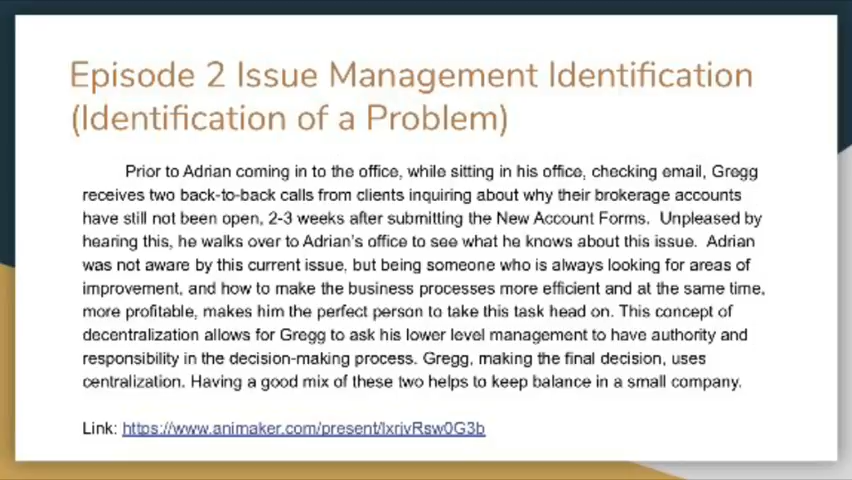 Episode 2 Issue Management Identification
(Identification of a Problem)
Prior to Adrian coming in to the office, while sitting in his office, checking email, Gregg
receives two back-to-back calls from clients inquiring about why their brokerage accounts
have still not been open, 2-3 weeks after submitting the New Account Forms.  Unpleased by
hearing this, he walks over to Adrian's office to see what he knows about this issue.  Adrian
was not aware by this current issue, but being someone who is always looking for areas of
improvement, and how to make the business processes more efficient and at the same time,
more profitable, makes him the perfect person to take this task head on. This concept of
decentralization allows for Gregg to ask his lower level management to have authority and
responsibility in the decision-making process. Gregg, making the final decision, uses
centralization. Having a good mix of these two helps to keep balance in a small company.
Link: https://www.animaker.com/present/lxrivRsw0G3b